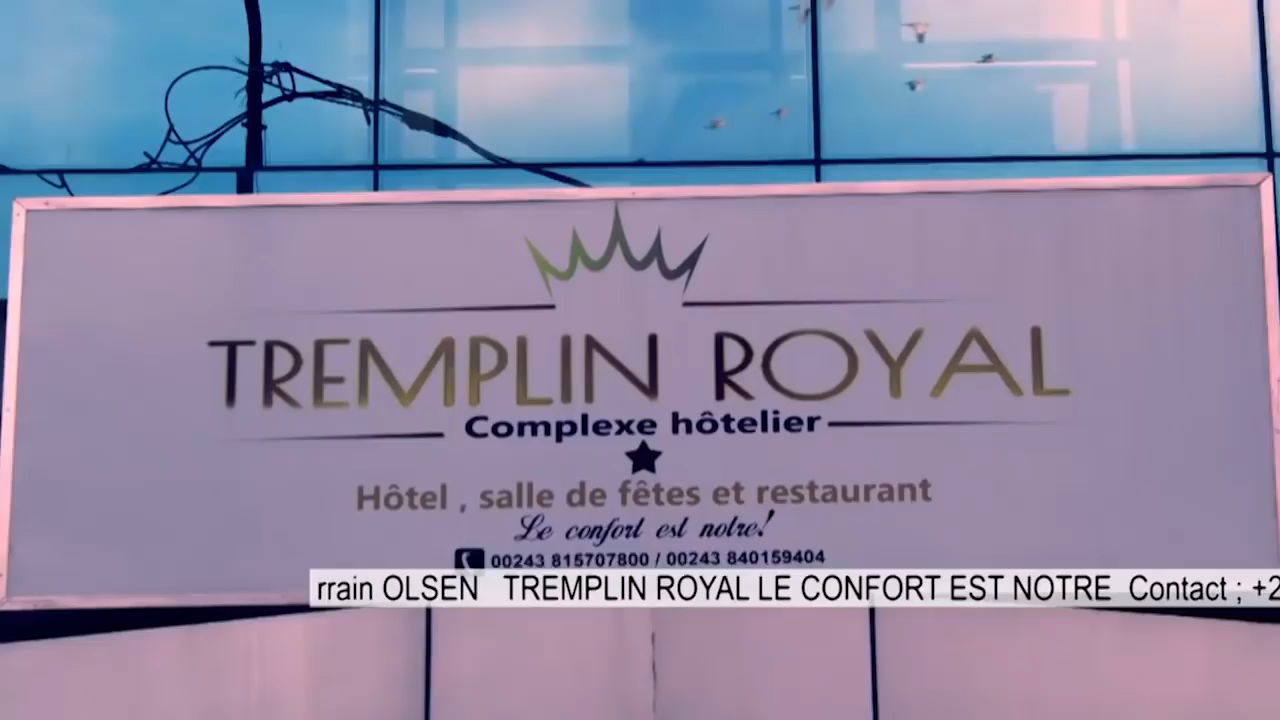 TREMPLIN ROYAL
Complexe hôtelier
Hôtel , salle de fêtes et restaurant
Le confort est notre!
00243 815707800 / 00243 840159404
rrain OLSEN TREMPLIN ROYAL LE CONFORT EST NOTRE Contact ; +2